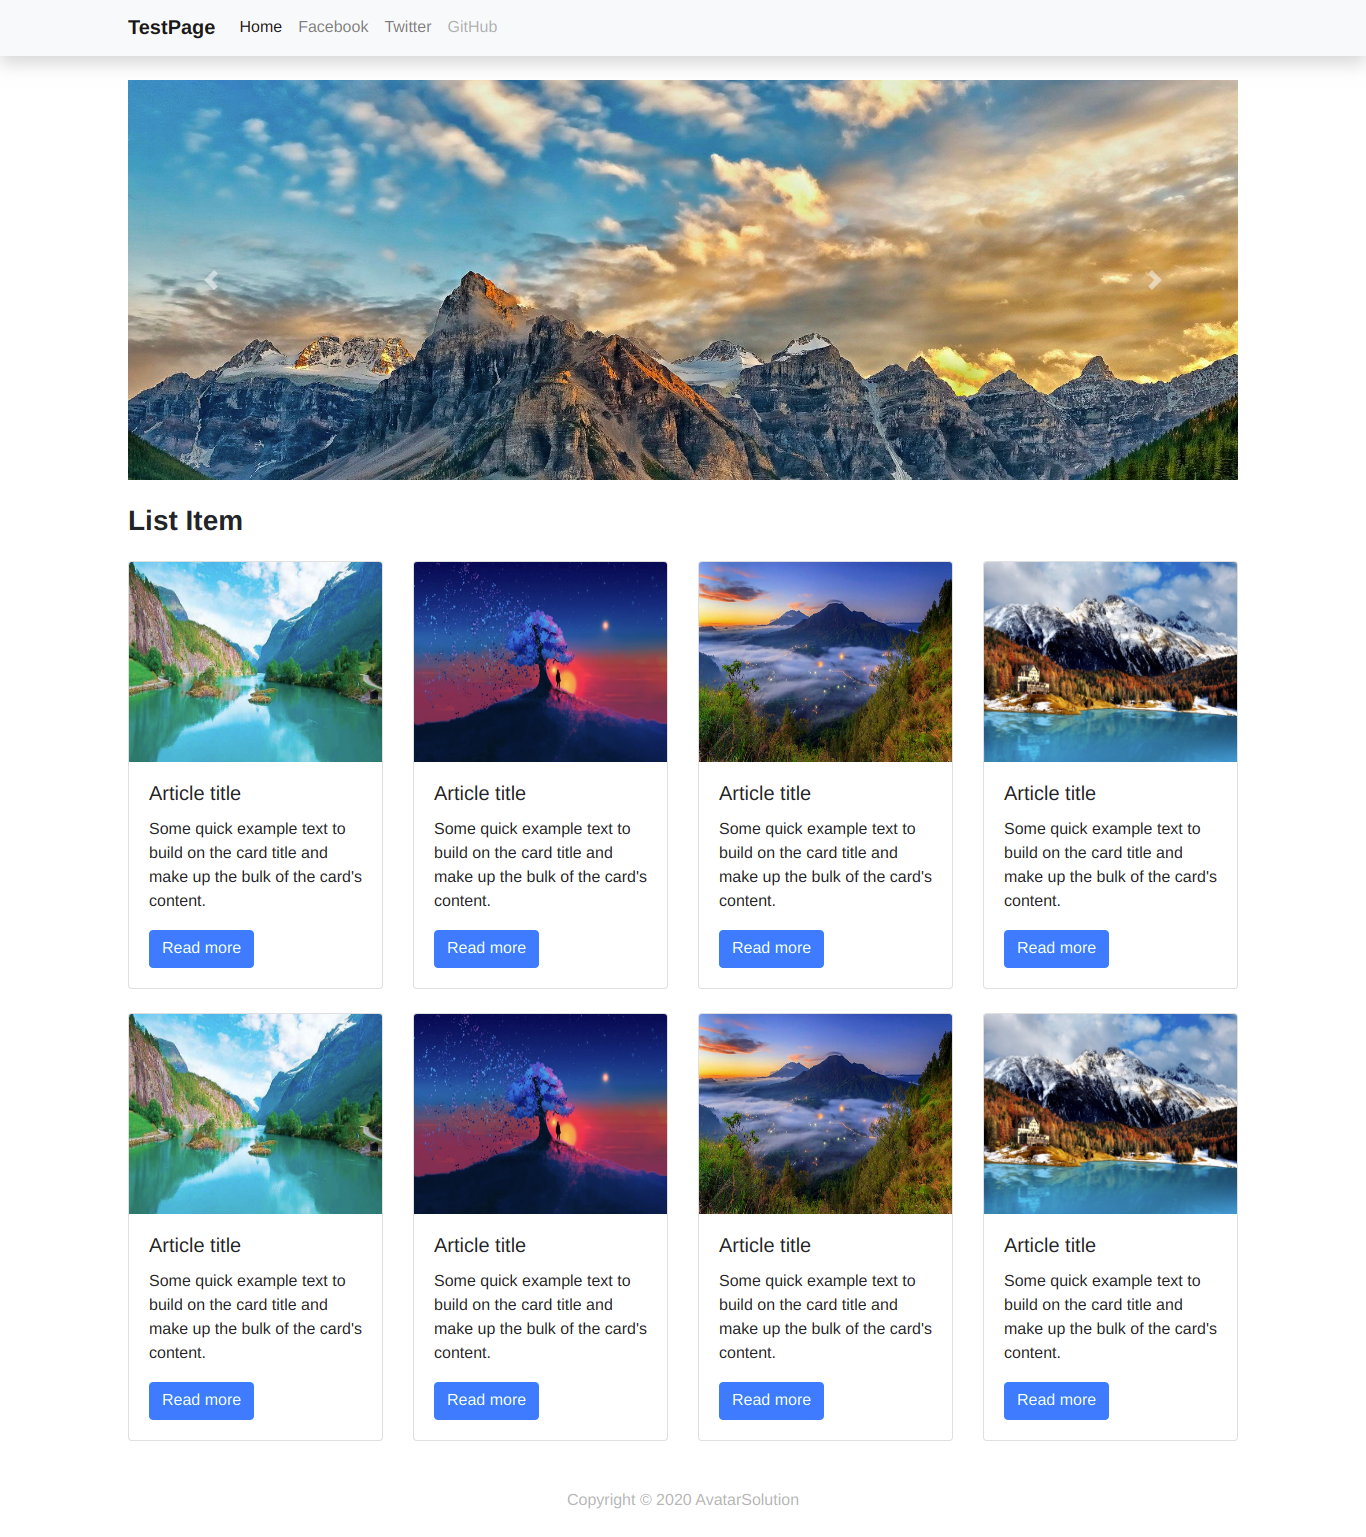 TestPage Home Facebook Twitter GitHub
List Item
Article title
Some quick example text to
build on the card title and
make up the bulk of the card's
content.
Read more
Article title
Some quick example text to
build on the card title and
make up the bulk of the card's
content.
Read more
Article title
Some quick example text to
build on the card title and
make up the bulk of the card's
content.
Read more
Article title
Some quick example text to
build on the card title and
make up the bulk of the card's
content.
Read more
Article title
Some quick example text to
build on the card title and
make up the bulk of the card's
content.
Read more
Article title
Some quick example text to
build on the card title and
make up the bulk of the card's
content.
Read more
Article title
Some quick example text to
build on the card title and
make up the bulk of the card's
content.
Read more
Article title
Some quick example text to
build on the card title and
make up the bulk of the card's
content.
Read more
Copyright © 2020 AvatarSolution